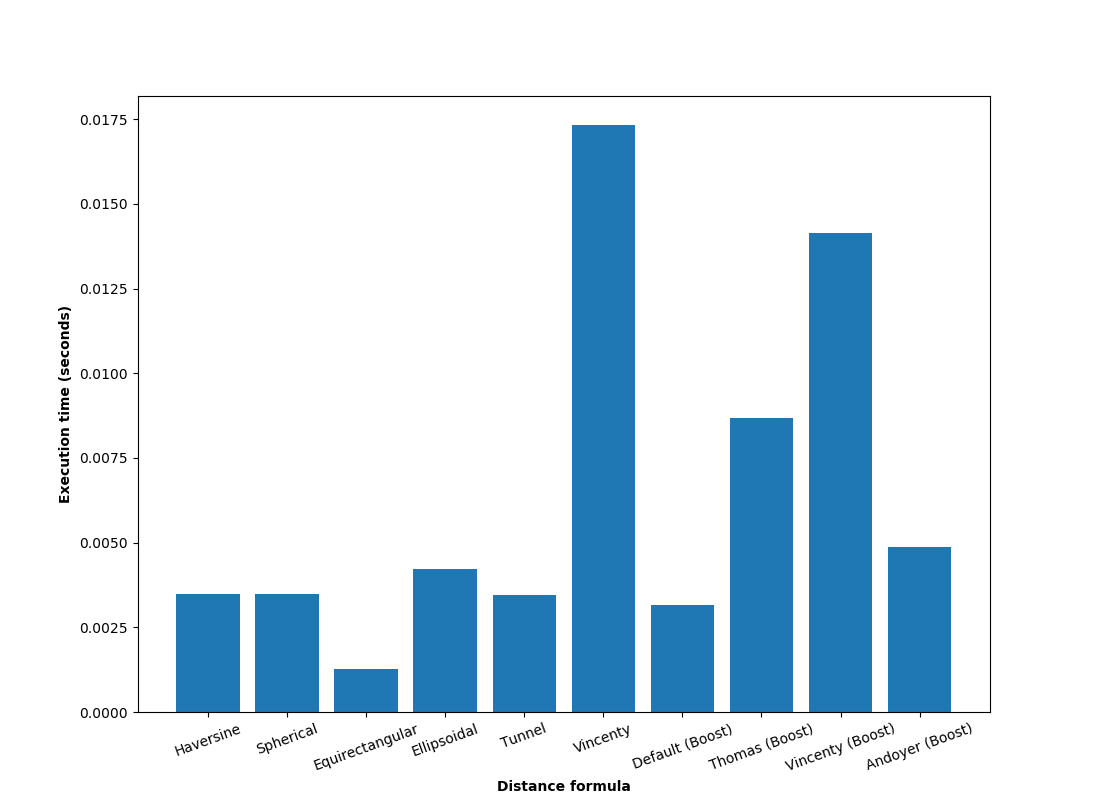 0.0175
0.0150
0.0125
0.0100
0.0075
0.0050
0.0025
0.0000
Execution time (seconds)
Haversine
Spherical
Equirectangular
Ellipsoidal
Tunnel
Vincenty
Default (Boost)
Thomas (Boost)
Vincenty (Boost)
Andoyer (Boost)
Distance formula